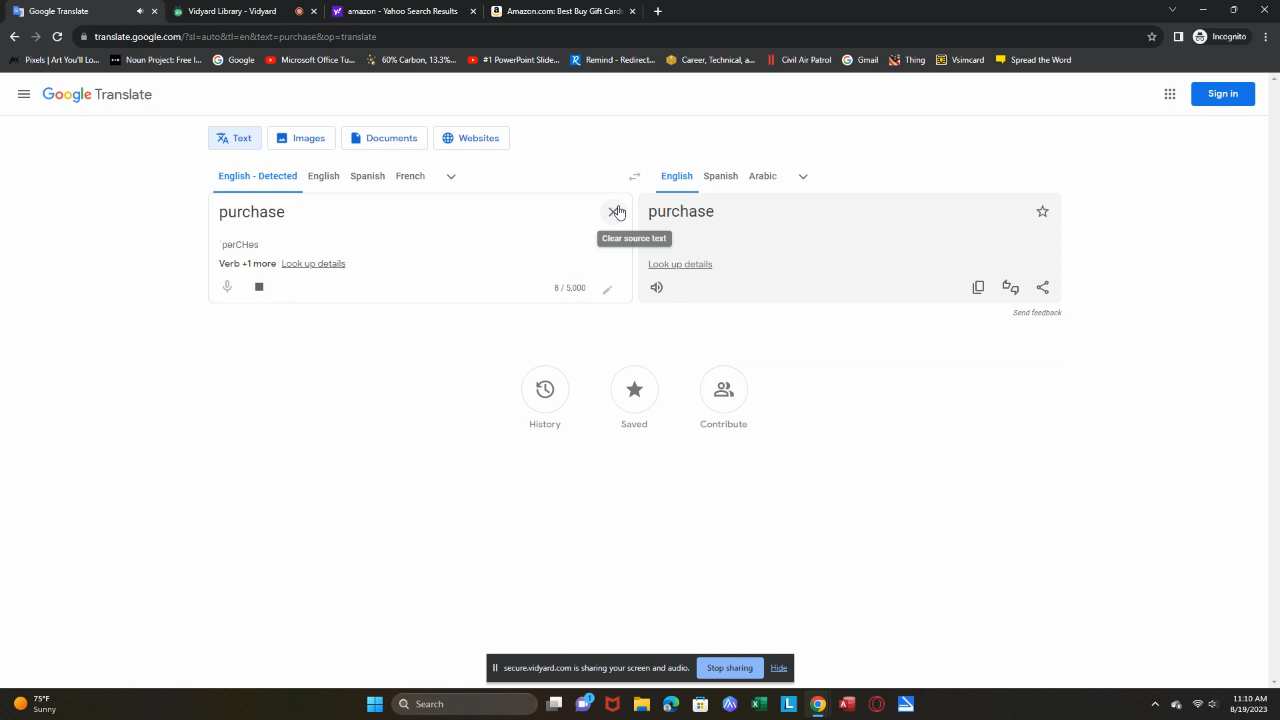 Google Translate
Vidyard Library - Vidyard
amazon - Yahoo Search Results
Amazon.com: Best Buy Gift Cards
translate.google.com/?sl=auto&tl=en&text=purchase&op=translate
Incognito
Pixels | Art You'll Lo...
Noun Project: Free I...
Google
Microsoft Office Tu...
60% Carbon, 13.3%...
#1 PowerPoint Slide...
Remind - Redirect...
Career, Technical, a...
Civil Air Patrol
Gmail
Thing
Vsimcard
Spread the Word
Google Translate
Sign in
Text
Images
Documents
Websites
English - Detected
English
Spanish
French
English
Spanish
Arabic
purchase
purchase
Clear source text
ˈpərCHəs
Verb +1 more Look up details
Look up details
8 / 5,000
Send feedback
History
Saved
Contribute
secure.vidyard.com is sharing your screen and audio.
Stop sharing
Hide
75°F
Sunny
Search
1
11:10 AM
8/19/2023